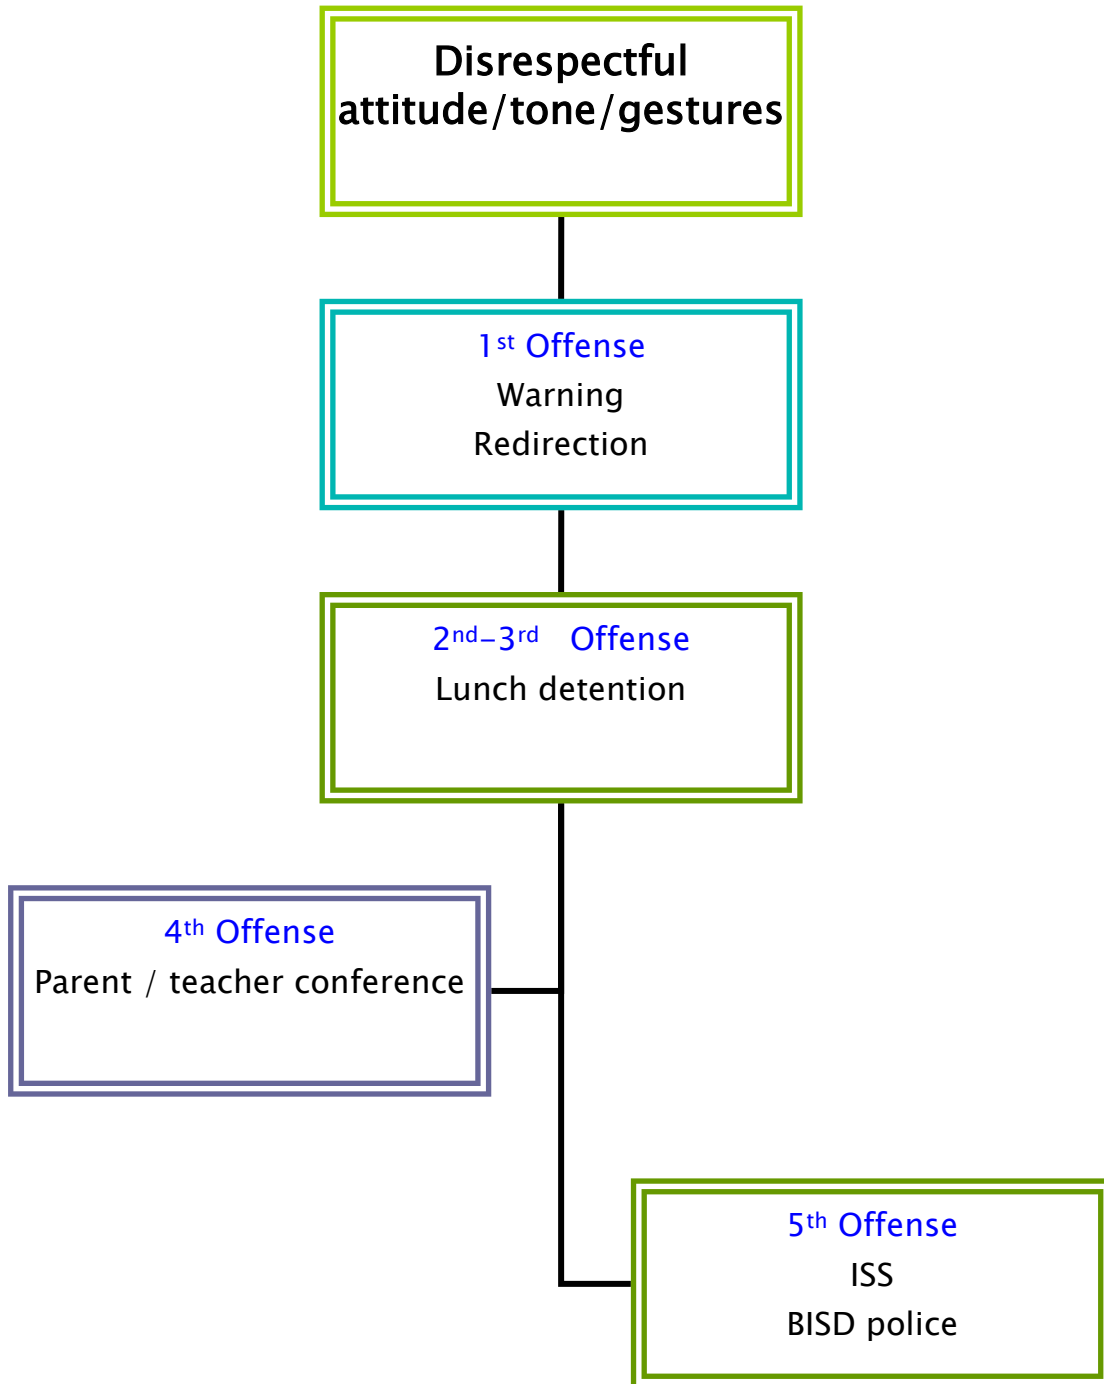 Disrespectful
attitude/tone/gestures
1st Offense
Warning
Redirection
2nd-3rd Offense
Lunch detention
4th Offense
Parent / teacher conference
5th Offense
ISS
BISD police